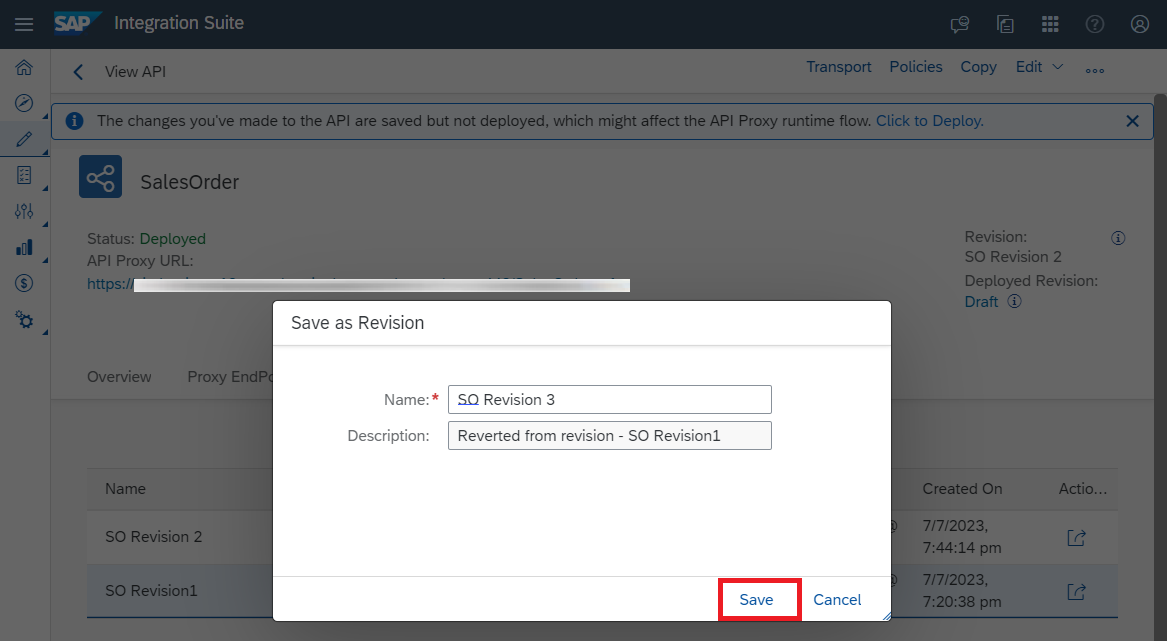 SAP Integration Suite
View API
Transport Policies Copy Edit
The changes you've made to the API are saved but not deployed, which might affect the API Proxy runtime flow. Click to Deploy.
SalesOrder
Status: Deployed
API Proxy URL:
https://
Revision:
SO Revision 2
Deployed Revision:
Draft
Save as Revision
Overview Proxy EndPo
Name:* SO Revision 3
Description: Reverted from revision - SO Revision1
Name Created On Actio...
SO Revision 2 7/7/2023,
7:44:14 pm
SO Revision1 7/7/2023,
7:20:38 pm
Save Cancel